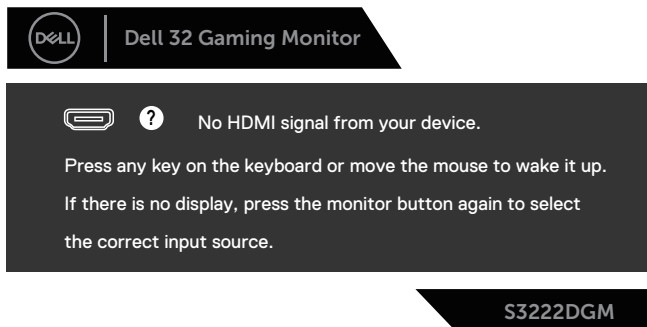 DELL
Dell 32 Gaming Monitor
? No HDMI signal from your device.
Press any key on the keyboard or move the mouse to wake it up.
If there is no display, press the monitor button again to select
the correct input source.
S3222DGM